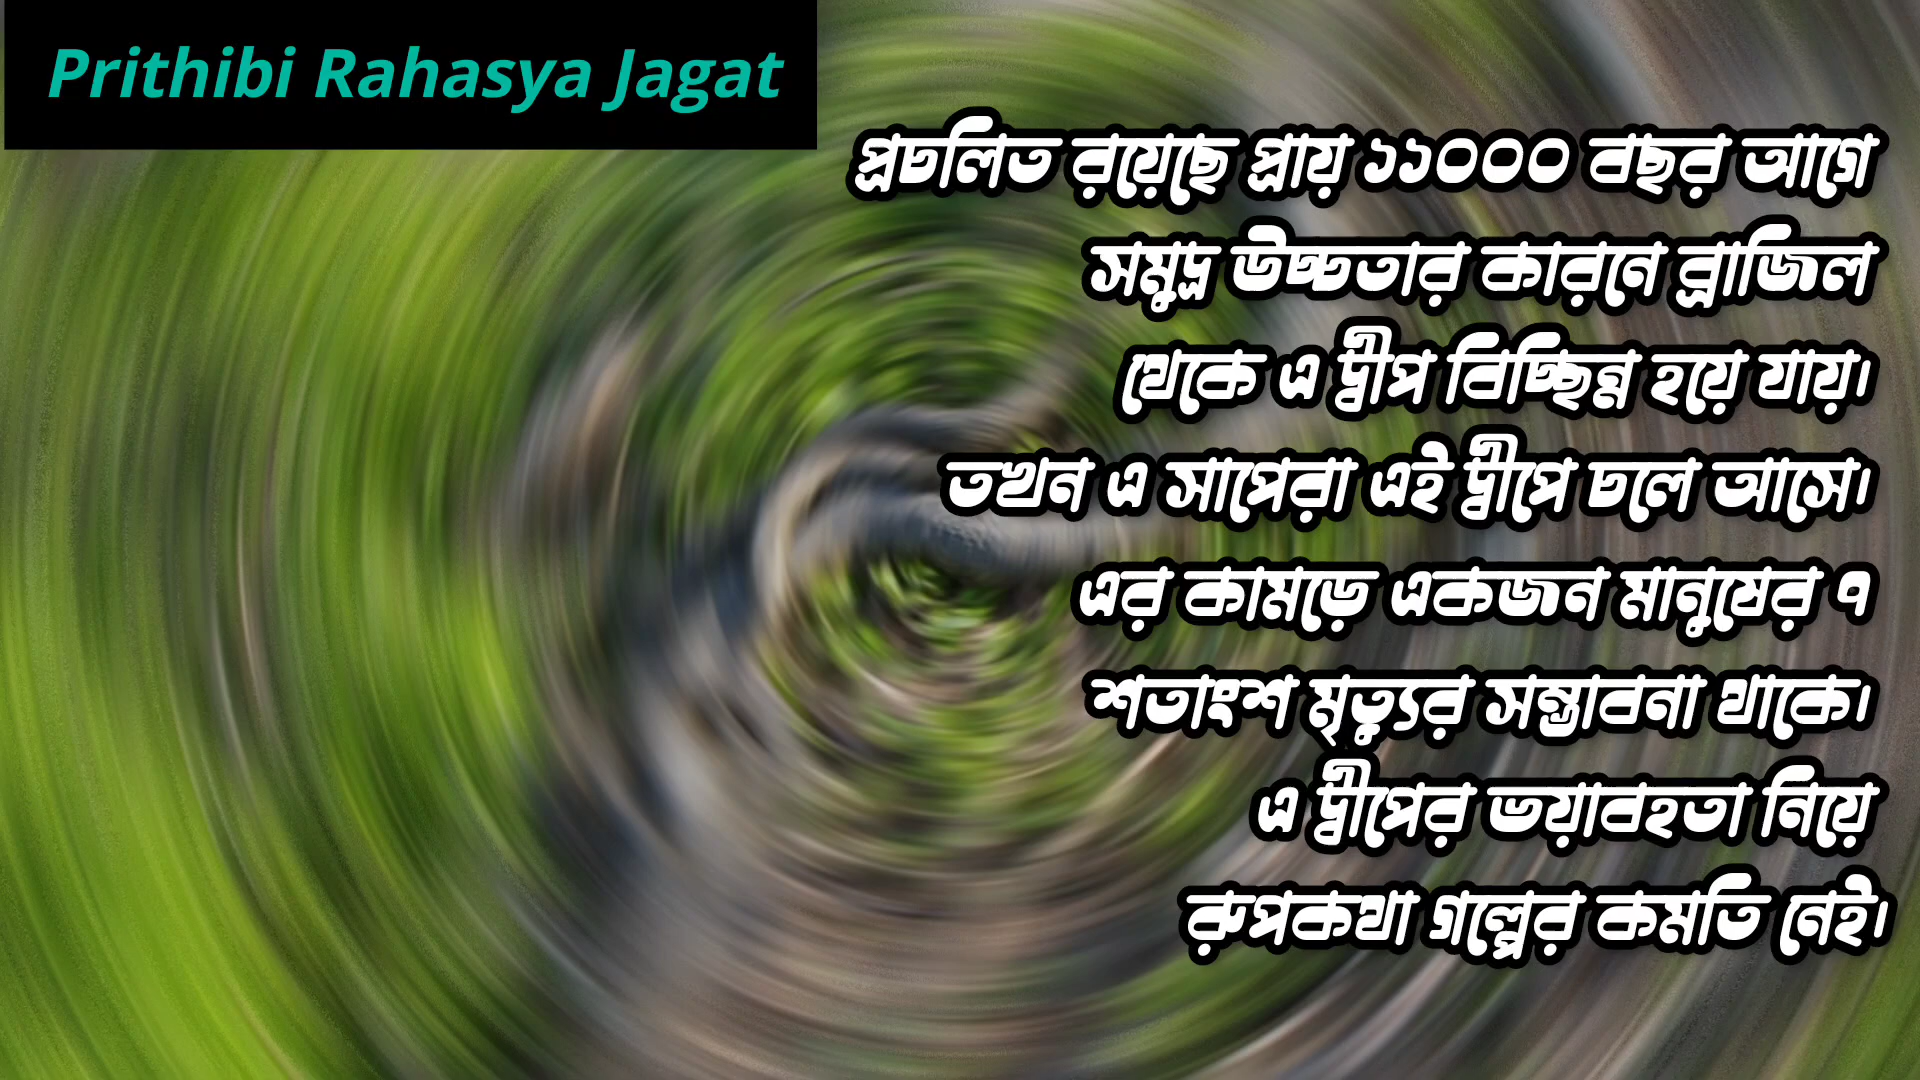 Prithibi Rahasya Jagat
প্রচলিত রয়েছে প্রায় ১১০০০ বছর আগে
সমুদ্র উচ্চতার কারণে ব্রাজিল
থেকে এ দ্বীপ বিচ্ছিন্ন হয়ে যায়।
তখন এ সাপেরা এই দ্বীপে চলে আসে।
এর কামড়ে একজন মানুষের ৭
শতাংশ মৃত্যুর সম্ভাবনা থাকে।
এ দ্বীপের ভয়াবহতা নিয়ে
রুপকথা গল্পের কমতি নেই।